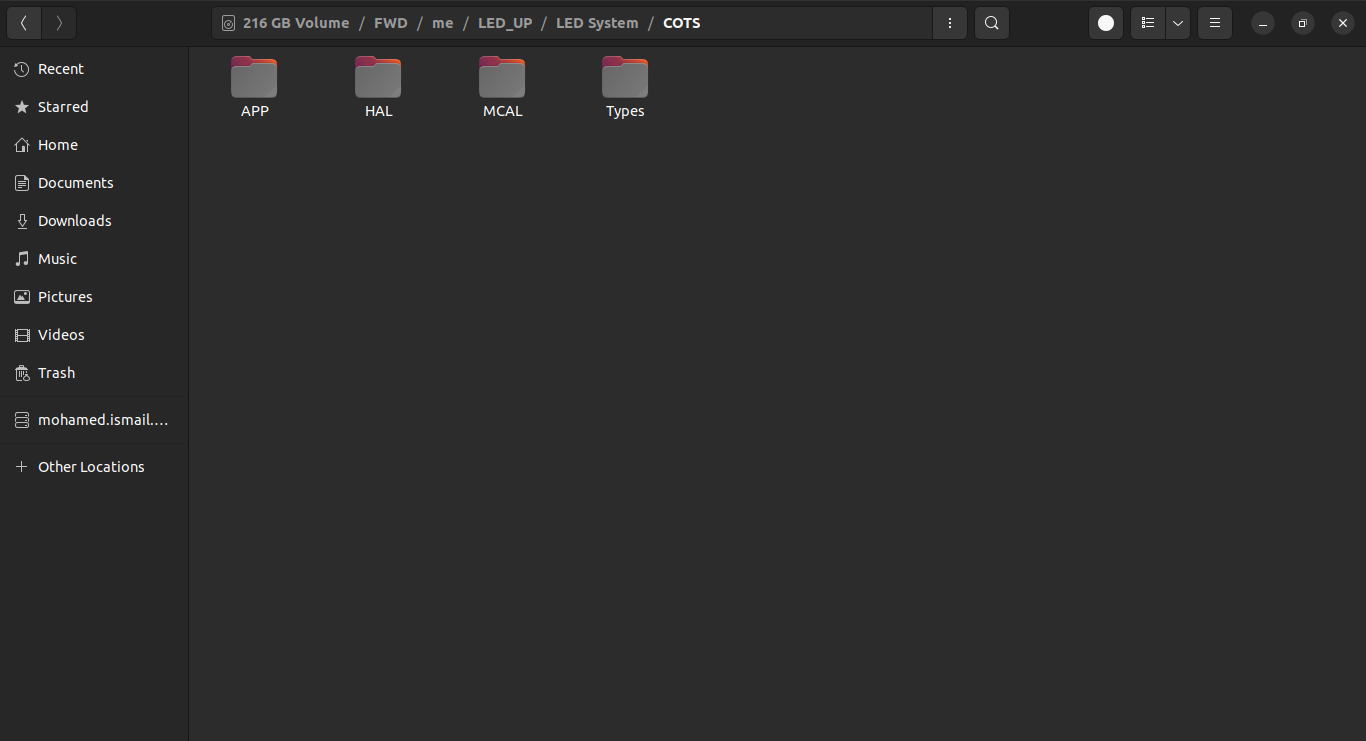 216 GB Volume / FWD / me / LED_UP / LED System / COTS
Recent
Starred
Home
Documents
Downloads
Music
Pictures
Videos
Trash
mohamed.ismail.…
Other Locations
APP HAL MCAL Types